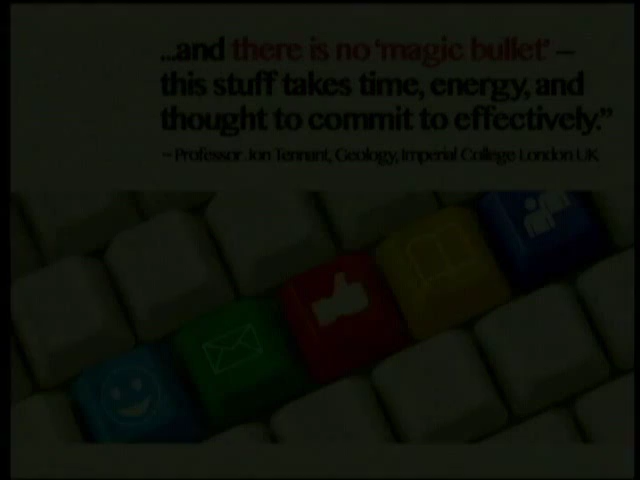 ...and there is no 'magic bullet' –
this stuff takes time, energy, and
thought to commit to effectively.”
~ Professor Jon Tennant, Geology, Imperial College London UK